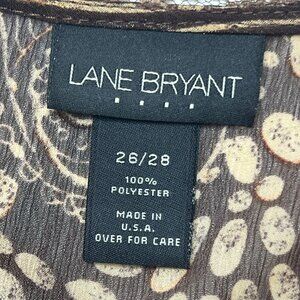 LANE BRYANT
26/28
100%
POLYESTER
MADE IN
U.S.A.
OVER FOR CARE